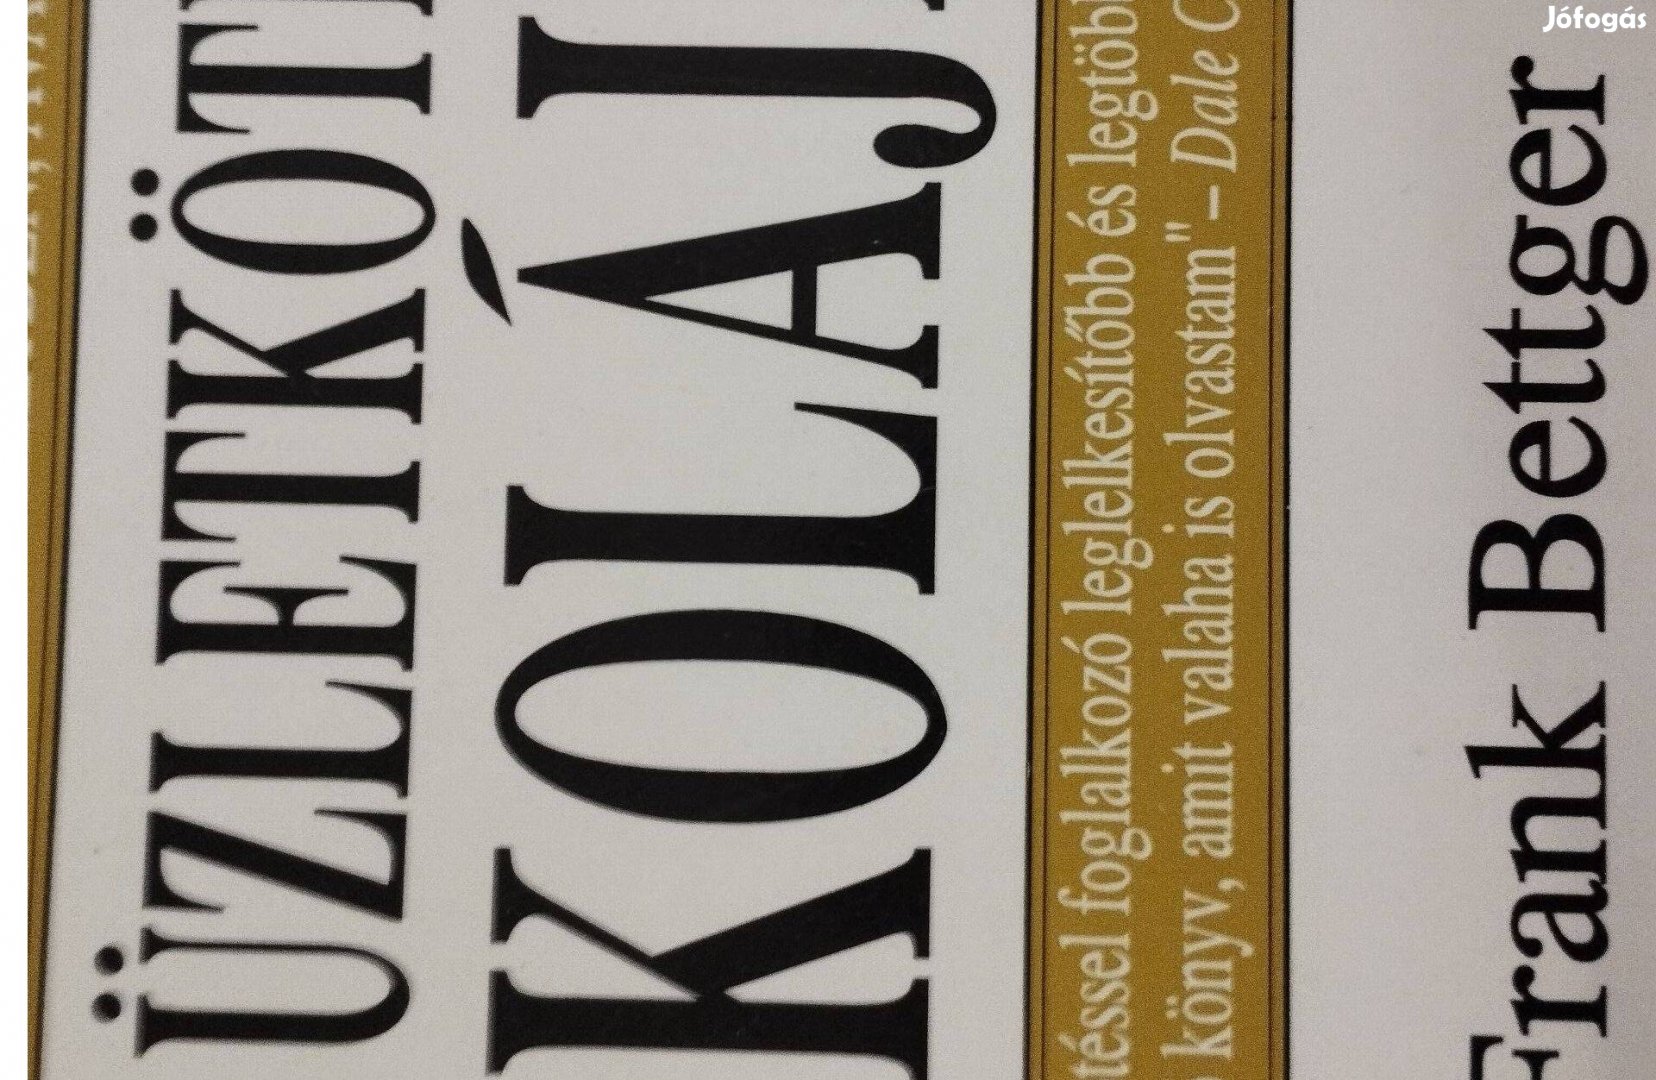 Jófogás
ÜZLETKÖT
KOLÁJ
téssel foglalkozó leglelkesítőbb és legtöbb
könyv, amit valaha is olvastam" – Dale C
Frank Bettger